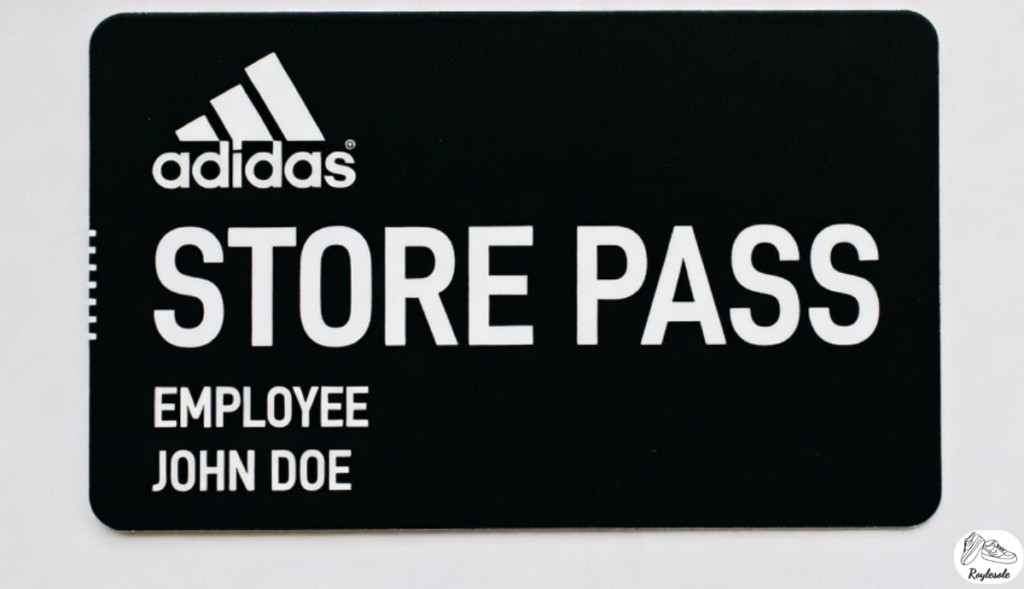 adidas©
STORE PASS
EMPLOYEE
JOHN DOE
Roylesole